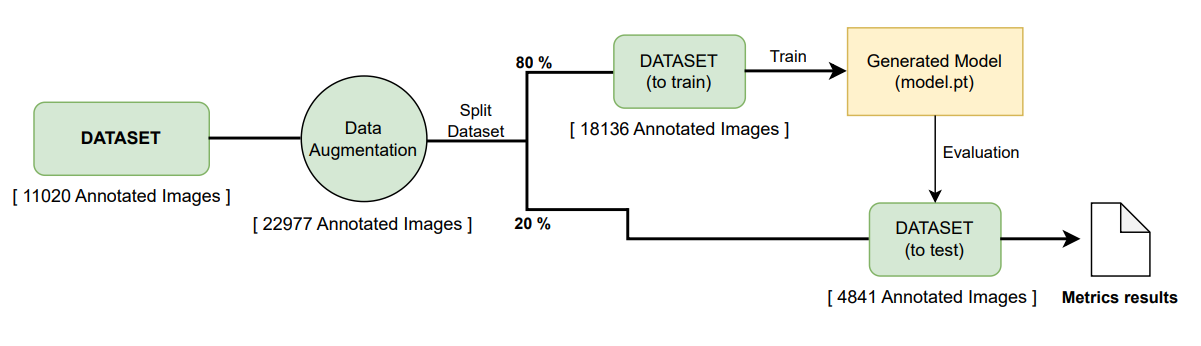 DATASET
[ 11020 Annotated Images ]
Data
Augmentation
[ 22977 Annotated Images ]
Split
Dataset
80 %
20 %
DATASET
(to train)
[ 18136 Annotated Images ]
Train
Generated Model
(model.pt)
Evaluation
DATASET
(to test)
[ 4841 Annotated Images ]
Metrics results